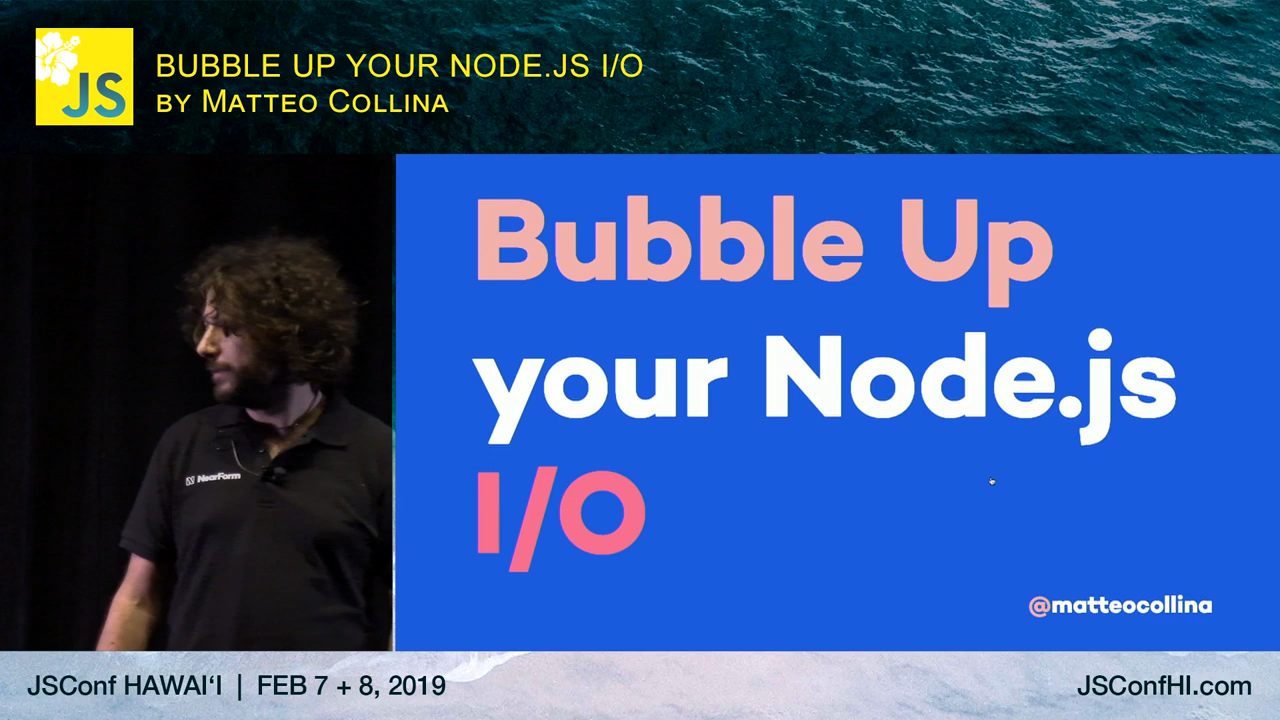 JS
BUBBLE UP YOUR NODE.JS I/O
BY MATTEO COLLINA
Bubble Up
your Node.js
I/O
NearForm
@matteocollina
JSConf HAWAIʻI | FEB 7 + 8, 2019
JSConfHI.com